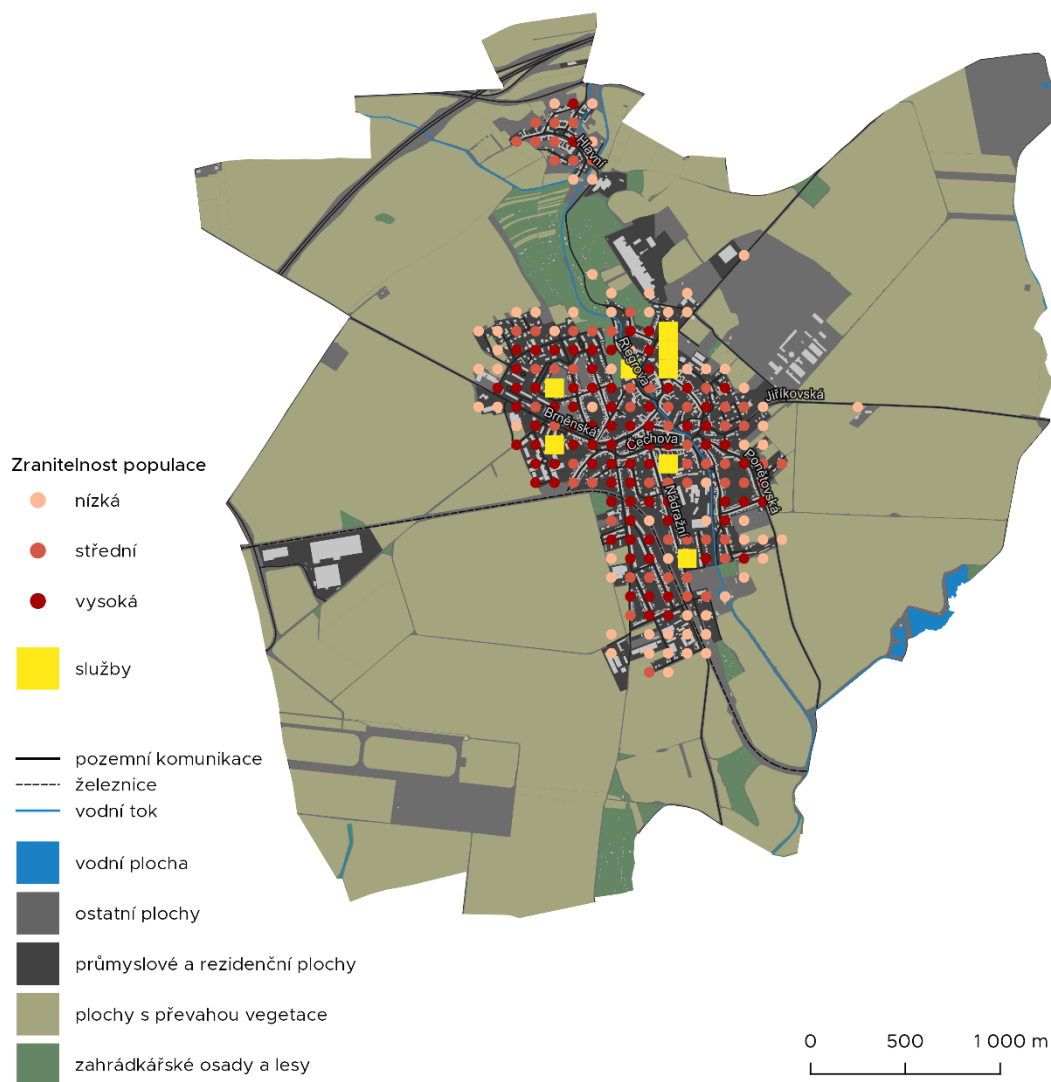 Hlavní
Riegrova
Jiříkovská
Brněnská
Čechova
Ponětovská
Nádražní
Zranitelnost populace
nízká
střední
vysoká
služby
pozemní komunikace
železnice
vodní tok
vodní plocha
ostatní plochy
průmyslové a rezidenční plochy
plochy s převahou vegetace
zahrádkářské osady a lesy
0 500 1 000 m